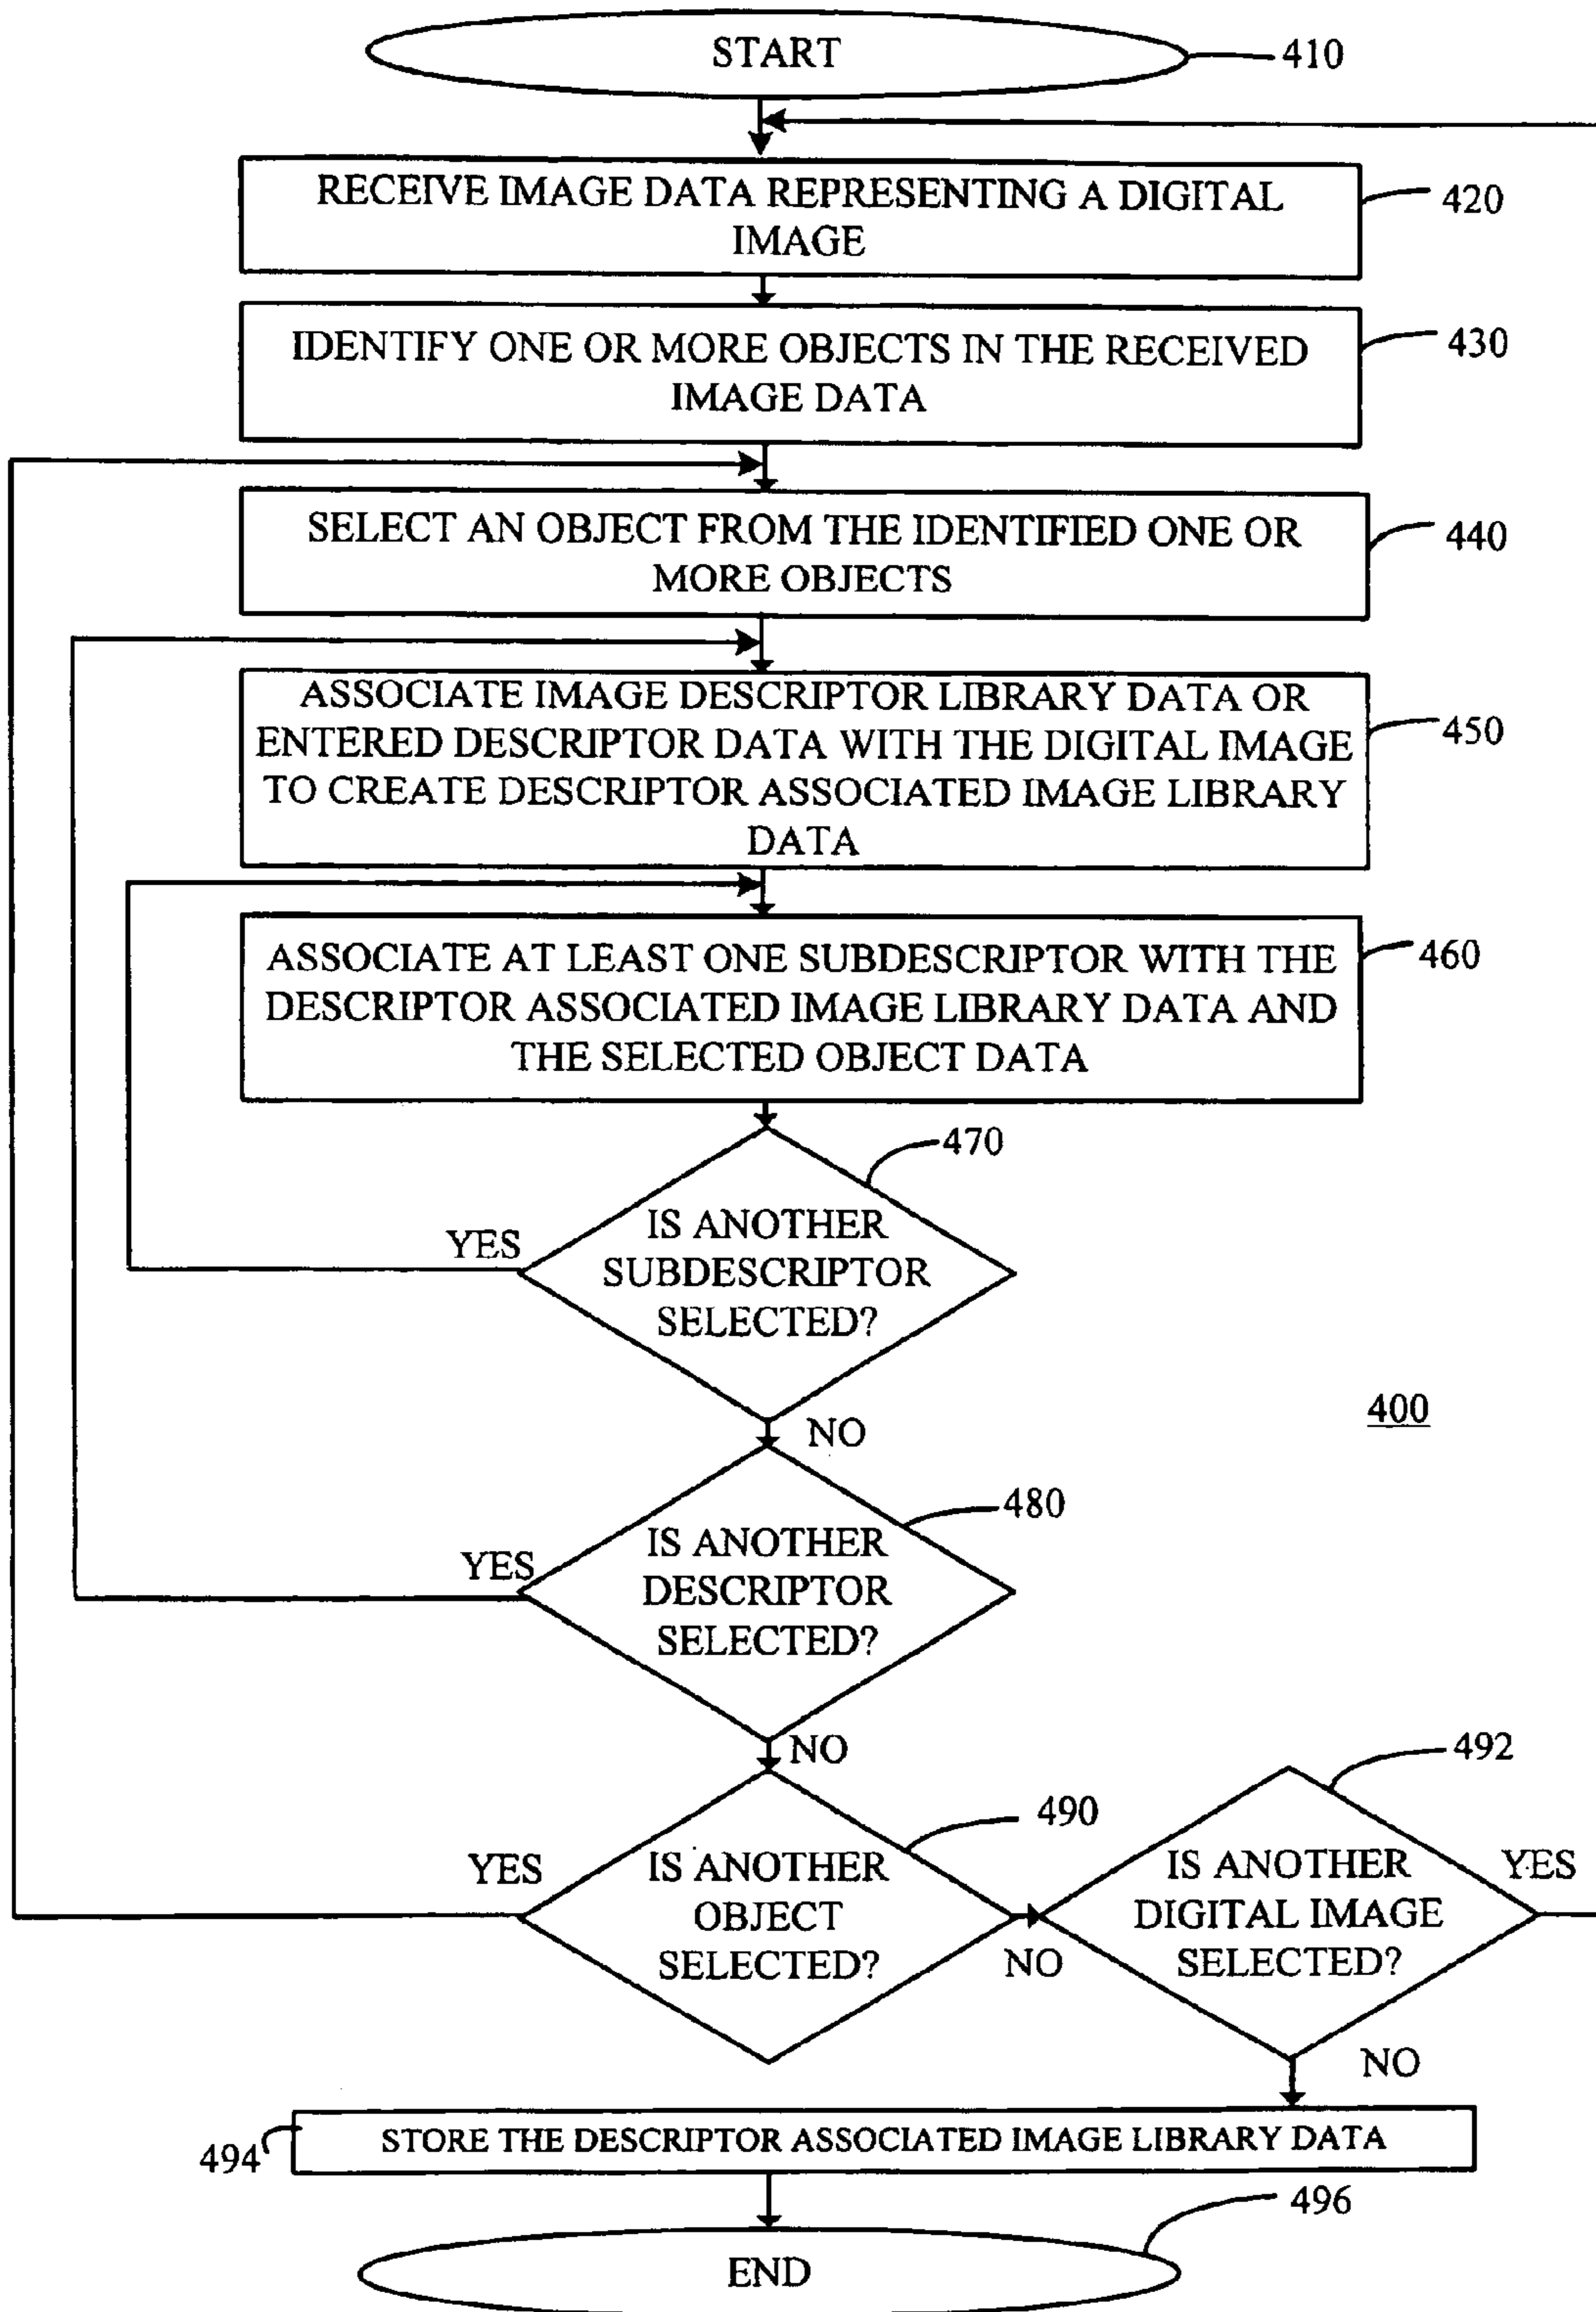 START
410
RECEIVE IMAGE DATA REPRESENTING A DIGITAL
IMAGE
420
IDENTIFY ONE OR MORE OBJECTS IN THE RECEIVED
IMAGE DATA
430
SELECT AN OBJECT FROM THE IDENTIFIED ONE OR
MORE OBJECTS
440
ASSOCIATE IMAGE DESCRIPTOR LIBRARY DATA OR
ENTERED DESCRIPTOR DATA WITH THE DIGITAL IMAGE
TO CREATE DESCRIPTOR ASSOCIATED IMAGE LIBRARY
DATA
450
ASSOCIATE AT LEAST ONE SUBDESCRIPTOR WITH THE
DESCRIPTOR ASSOCIATED IMAGE LIBRARY DATA AND
THE SELECTED OBJECT DATA
460
470
YES
IS ANOTHER
SUBDESCRIPTOR
SELECTED?
NO
400
480
YES
IS ANOTHER
DESCRIPTOR
SELECTED?
NO
490
YES
IS ANOTHER
OBJECT
SELECTED?
NO
492
IS ANOTHER
DIGITAL IMAGE
SELECTED?
YES
NO
494
STORE THE DESCRIPTOR ASSOCIATED IMAGE LIBRARY DATA
496
END